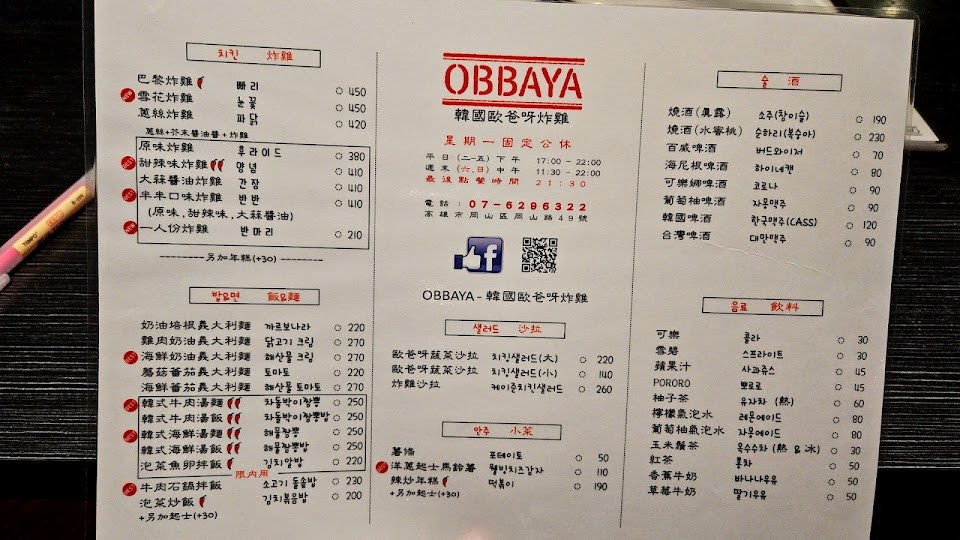 치킨 炸雞
巴黎炸雞 빠리 450
雪花炸雞 눈꽃 450
蔥絲炸雞 파닭 420
蔥絲+芥末醬油醬+炸雞
原味炸雞 후라이드 380
甜辣味炸雞 양념 410
大蒜醬油炸雞 간장 410
半半口味炸雞 반반 410
(原味,甜辣味,大蒜醬油)
一人份炸雞 반마리 210
---------另加年糕(+30)---------
밥&면 飯&麵
奶油培根義大利麵 까르보나라 220
雞肉奶油義大利麵 닭고기 크림 270
海鮮奶油義大利麵 해산물 크림 270
蘑菇蕃茄義大利麵 토마토 220
海鮮蕃茄義大利麵 해산물 토마토 270
韓式牛肉湯麵 차돌박이짬뽕 250
韓式牛肉湯飯 차돌박이짬뽕밥 250
韓式海鮮湯麵 해물짬뽕 250
韓式海鮮湯飯 해물짬뽕밥 250
泡菜魚卵拌飯 김치알밥 220
限內用
牛肉石鍋拌飯 소고기 돌솥밥 230
泡菜炒飯 김치볶음밥 200
+另加起士(+30)
OBBAYA
韓國歐爸呀炸雞
星期一固定公休
平日(二-五)下午 17:00 - 22:00
週末(六,日)中午 11:30 - 22:00
最後點餐時間 21:30
電話:07-6296322
高雄市岡山區岡山路49號
f
OBBAYA - 韓國歐爸呀炸雞
샐러드 沙拉
歐爸呀蔬菜沙拉 치킨샐러드(大) 220
歐爸呀蔬菜沙拉 치킨샐러드(小) 140
炸雞沙拉 케이준치킨샐러드 260
안주 小菜
薯條 포테이토 50
洋蔥起士馬鈴薯 웰빙치즈감자 110
辣炒年糕 떡볶이 190
+另加起士(+30)
술 酒
燒酒(真露) 소주(참이슬) 190
燒酒(水蜜桃) 순하리(복숭아) 230
百威啤酒 버드와이저 70
海尼根啤酒 하이네켄 80
可樂娜啤酒 코로나 90
葡萄柚啤酒 자몽맥주 90
韓國啤酒 한국맥주(CASS) 120
台灣啤酒 대만맥주 90
음료 飲料
可樂 콜라 30
雪碧 스프라이트 30
蘋果汁 사과쥬스 45
PORORO 뽀로로 45
柚子茶 유자차 (熱) 60
檸檬氣泡水 레몬에이드 80
葡萄柚氣泡水 자몽에이드 80
玉米鬚茶 옥수수차 (熱 & 冰) 30
紅茶 홍차 50
香蕉牛奶 바나나우유 50
草莓牛奶 딸기우유 50